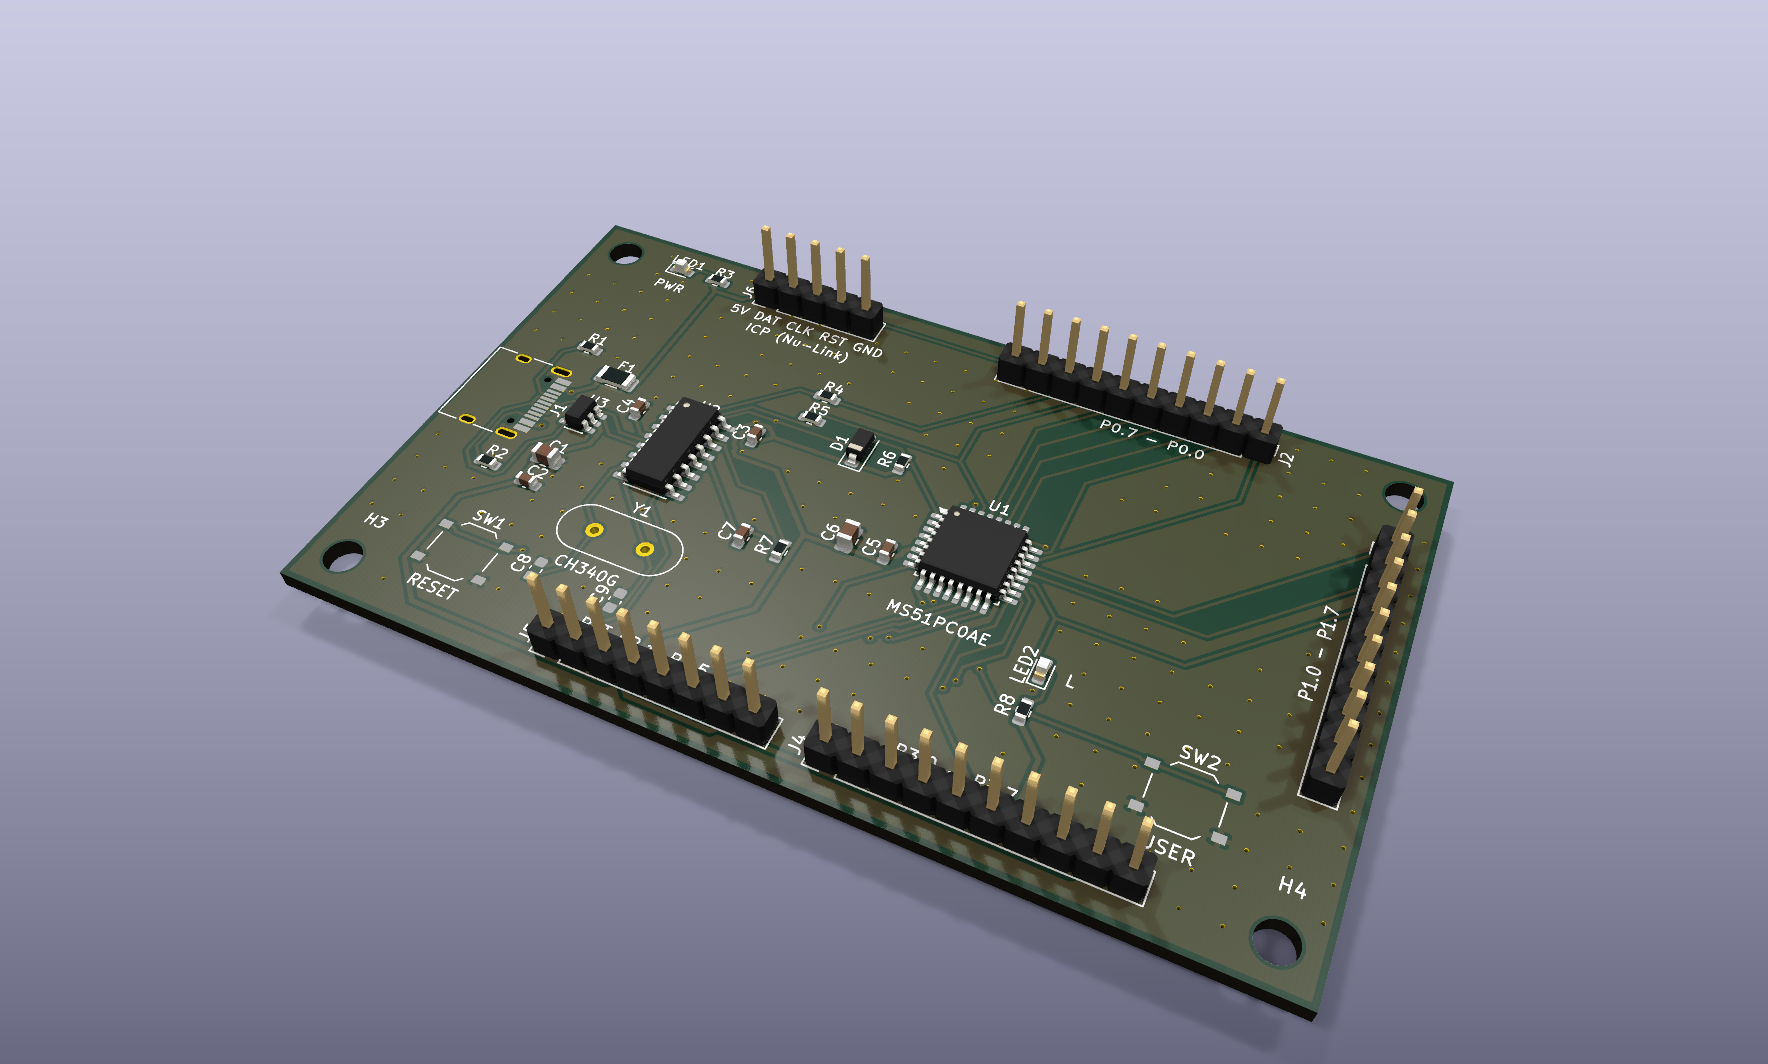 LED1
R3
PWR
5V DAT CLK RST GND
ICP (Nu-Link)
R1
F1
J1
C4
R4
R5
C3
D1
R6
P0.7 - P0.0
J2
R2
C1
C2
H3
SW1
RESET
Y1
CH340G
C8
C7
R7
C6
C5
U1
MS51PC0AE
P1.0 - P1.7
LED2
L
R8
J4
SW2
USER
H4